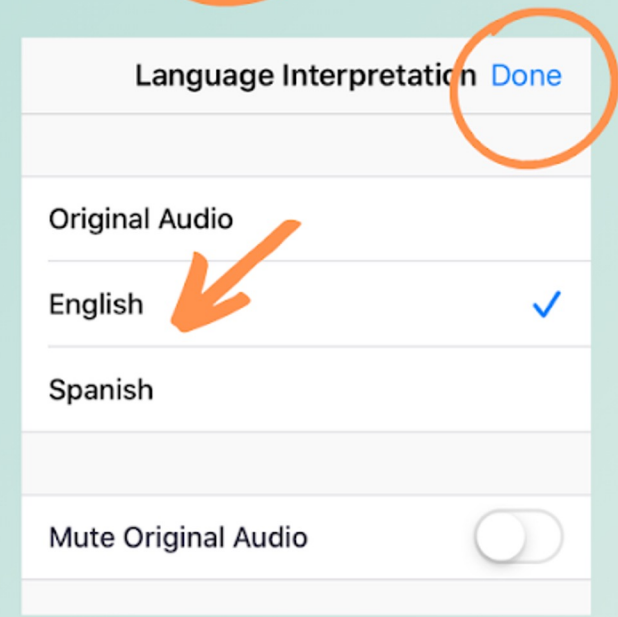 Language Interpretation Done
Original Audio
English
Spanish
Mute Original Audio